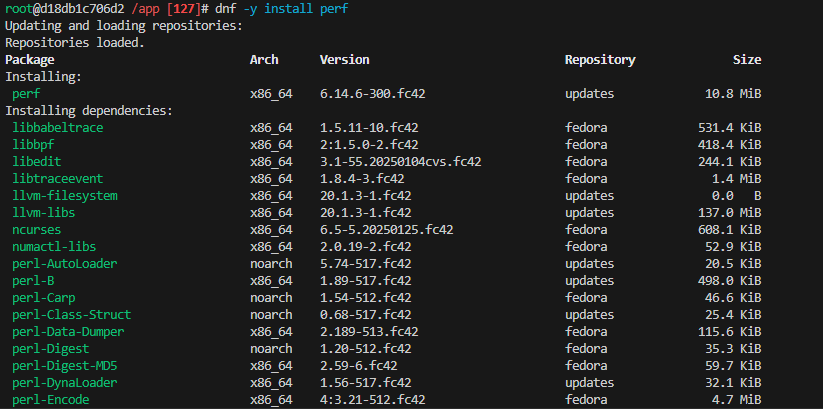 root@d18db1c706d2 /app [127]# dnf -y install perf
Updating and loading repositories:
Repositories loaded.
Package Arch Version Repository Size
Installing:
perf x86_64 6.14.6-300.fc42 updates 10.8 MiB
Installing dependencies:
libbabeltrace x86_64 1.5.11-10.fc42 fedora 531.4 KiB
libbpf x86_64 2:1.5.0-2.fc42 fedora 418.4 KiB
libedit x86_64 3.1-55.20250104cvs.fc42 fedora 244.1 KiB
libtraceevent x86_64 1.8.4-3.fc42 fedora 1.4 MiB
llvm-filesystem x86_64 20.1.3-1.fc42 updates 0.0 B
llvm-libs x86_64 20.1.3-1.fc42 updates 137.0 MiB
ncurses x86_64 6.5-5.20250125.fc42 fedora 608.1 KiB
numactl-libs x86_64 2.0.19-2.fc42 fedora 52.9 KiB
perl-AutoLoader noarch 5.74-517.fc42 updates 20.5 KiB
perl-B x86_64 1.89-517.fc42 updates 498.0 KiB
perl-Carp noarch 1.54-512.fc42 fedora 46.6 KiB
perl-Class-Struct noarch 0.68-517.fc42 updates 25.4 KiB
perl-Data-Dumper x86_64 2.189-513.fc42 fedora 115.6 KiB
perl-Digest noarch 1.20-512.fc42 fedora 35.3 KiB
perl-Digest-MD5 x86_64 2.59-6.fc42 fedora 59.7 KiB
perl-DynaLoader x86_64 1.56-517.fc42 updates 32.1 KiB
perl-Encode x86_64 4:3.21-512.fc42 fedora 4.7 MiB